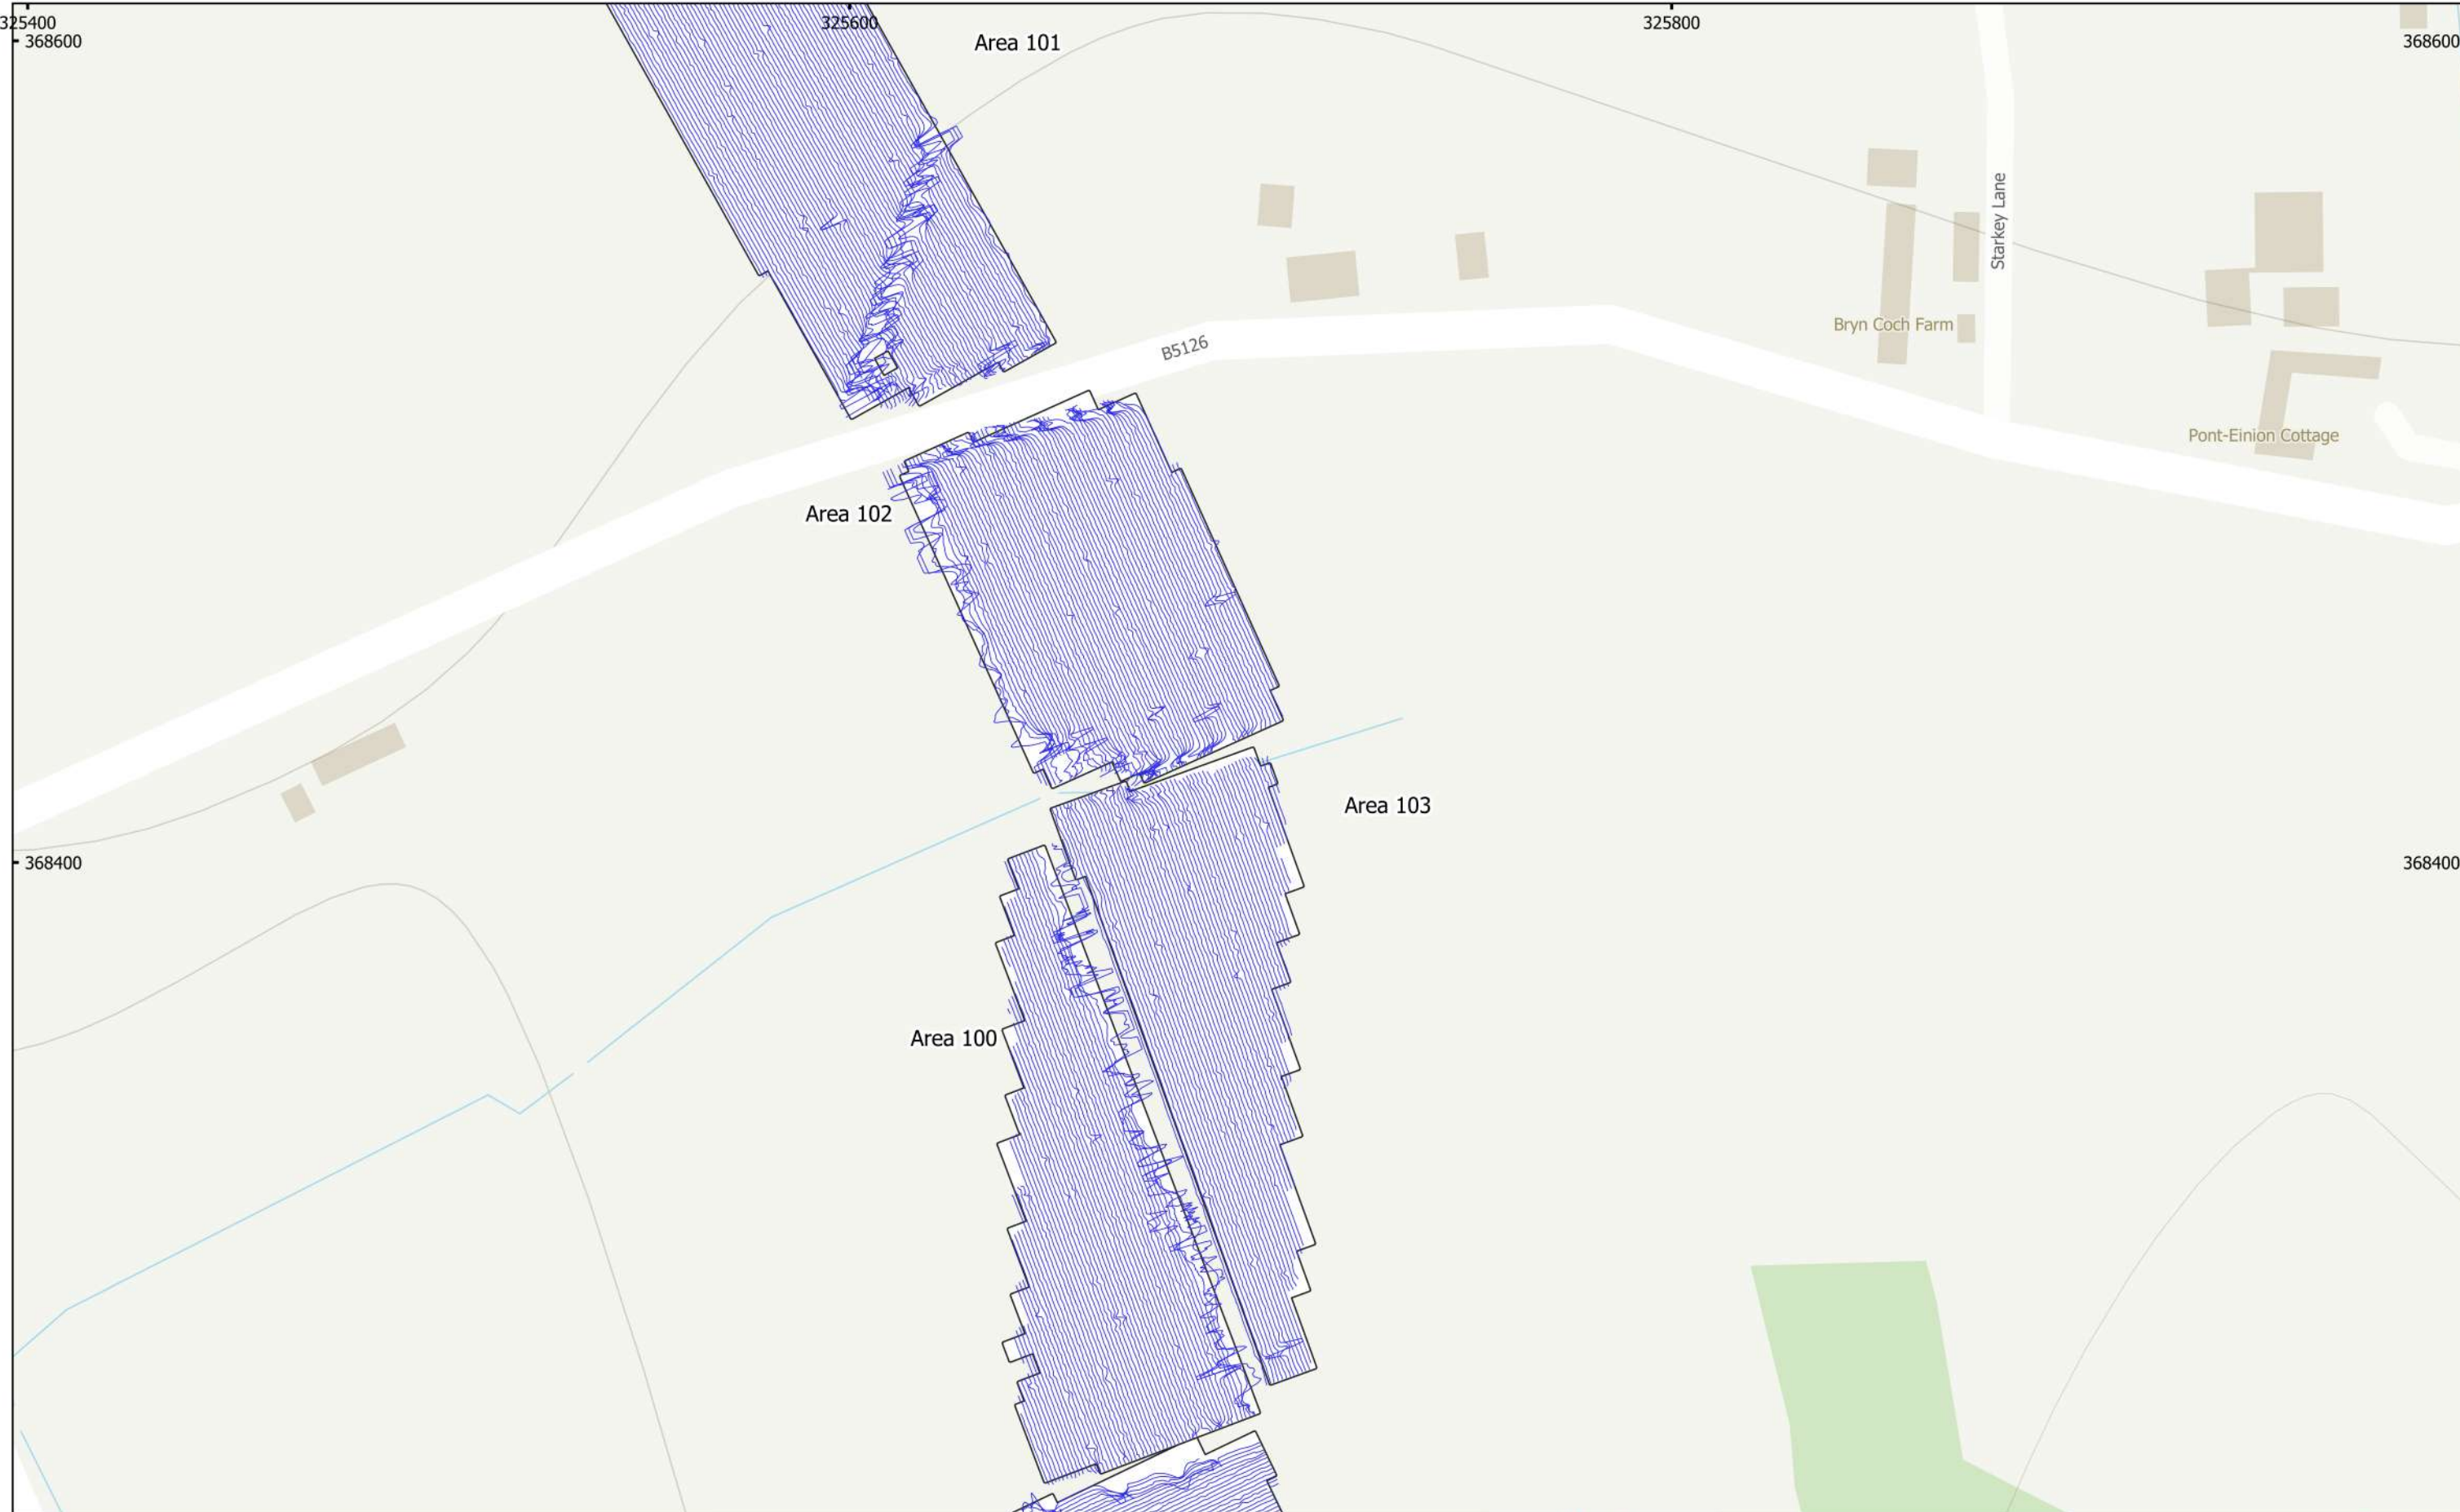 325400
325600
325800
368600
Area 101
368600
Starkey Lane
Bryn Coch Farm
B5126
Pont-Einion Cottage
Area 102
Area 103
368400
368400
Area 100